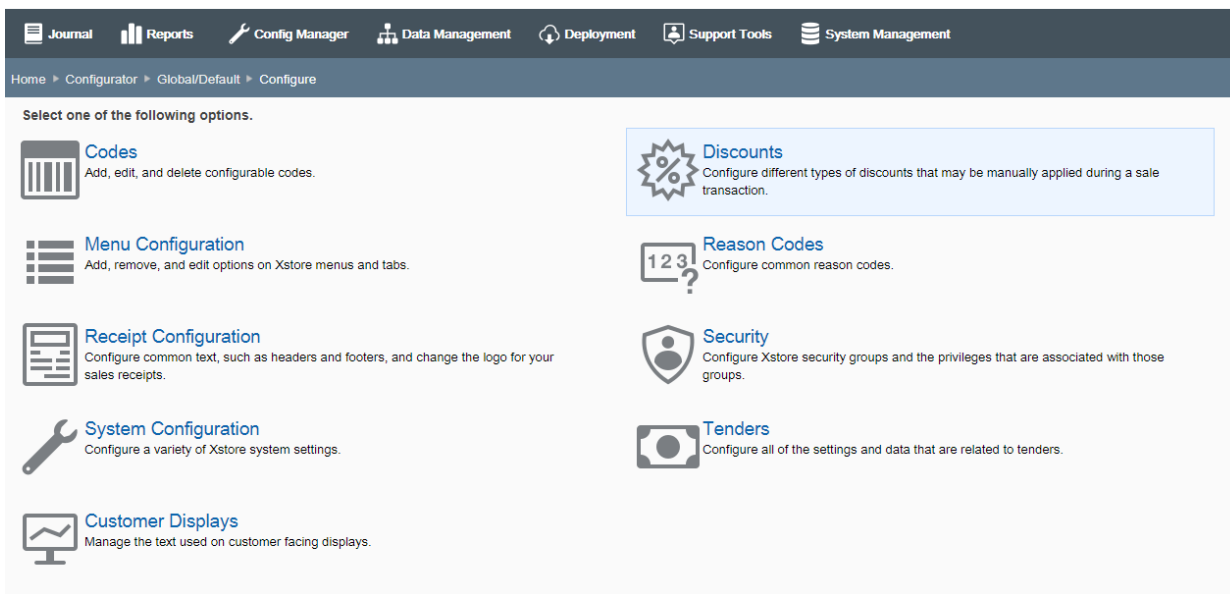 Journal Reports Config Manager Data Management Deployment Support Tools System Management
Home Configurator Global/Default Configure
Select one of the following options.
Codes
Add, edit, and delete configurable codes.
Discounts
Configure different types of discounts that may be manually applied during a sale
transaction.
Menu Configuration
Add, remove, and edit options on Xstore menus and tabs.
123?
Reason Codes
Configure common reason codes.
Receipt Configuration
Configure common text, such as headers and footers, and change the logo for your
sales receipts.
Security
Configure Xstore security groups and the privileges that are associated with those
groups.
System Configuration
Configure a variety of Xstore system settings.
Tenders
Configure all of the settings and data that are related to tenders.
Customer Displays
Manage the text used on customer facing displays.